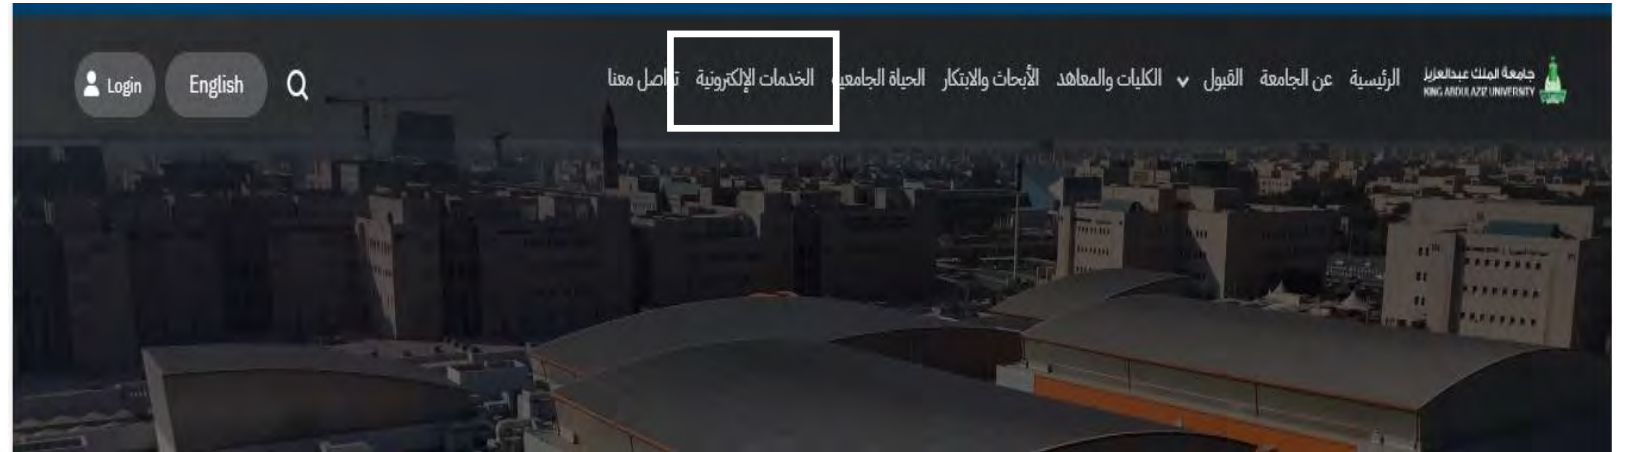 جامعة الملك عبدالعزيز
KING ABDULAZIZ UNIVERSITY
الرئيسية عن الجامعة القبول الكليات والمعاهد الأبحاث والابتكار الحياة الجامعية الخدمات الإلكترونية تواصل معنا
English
Login